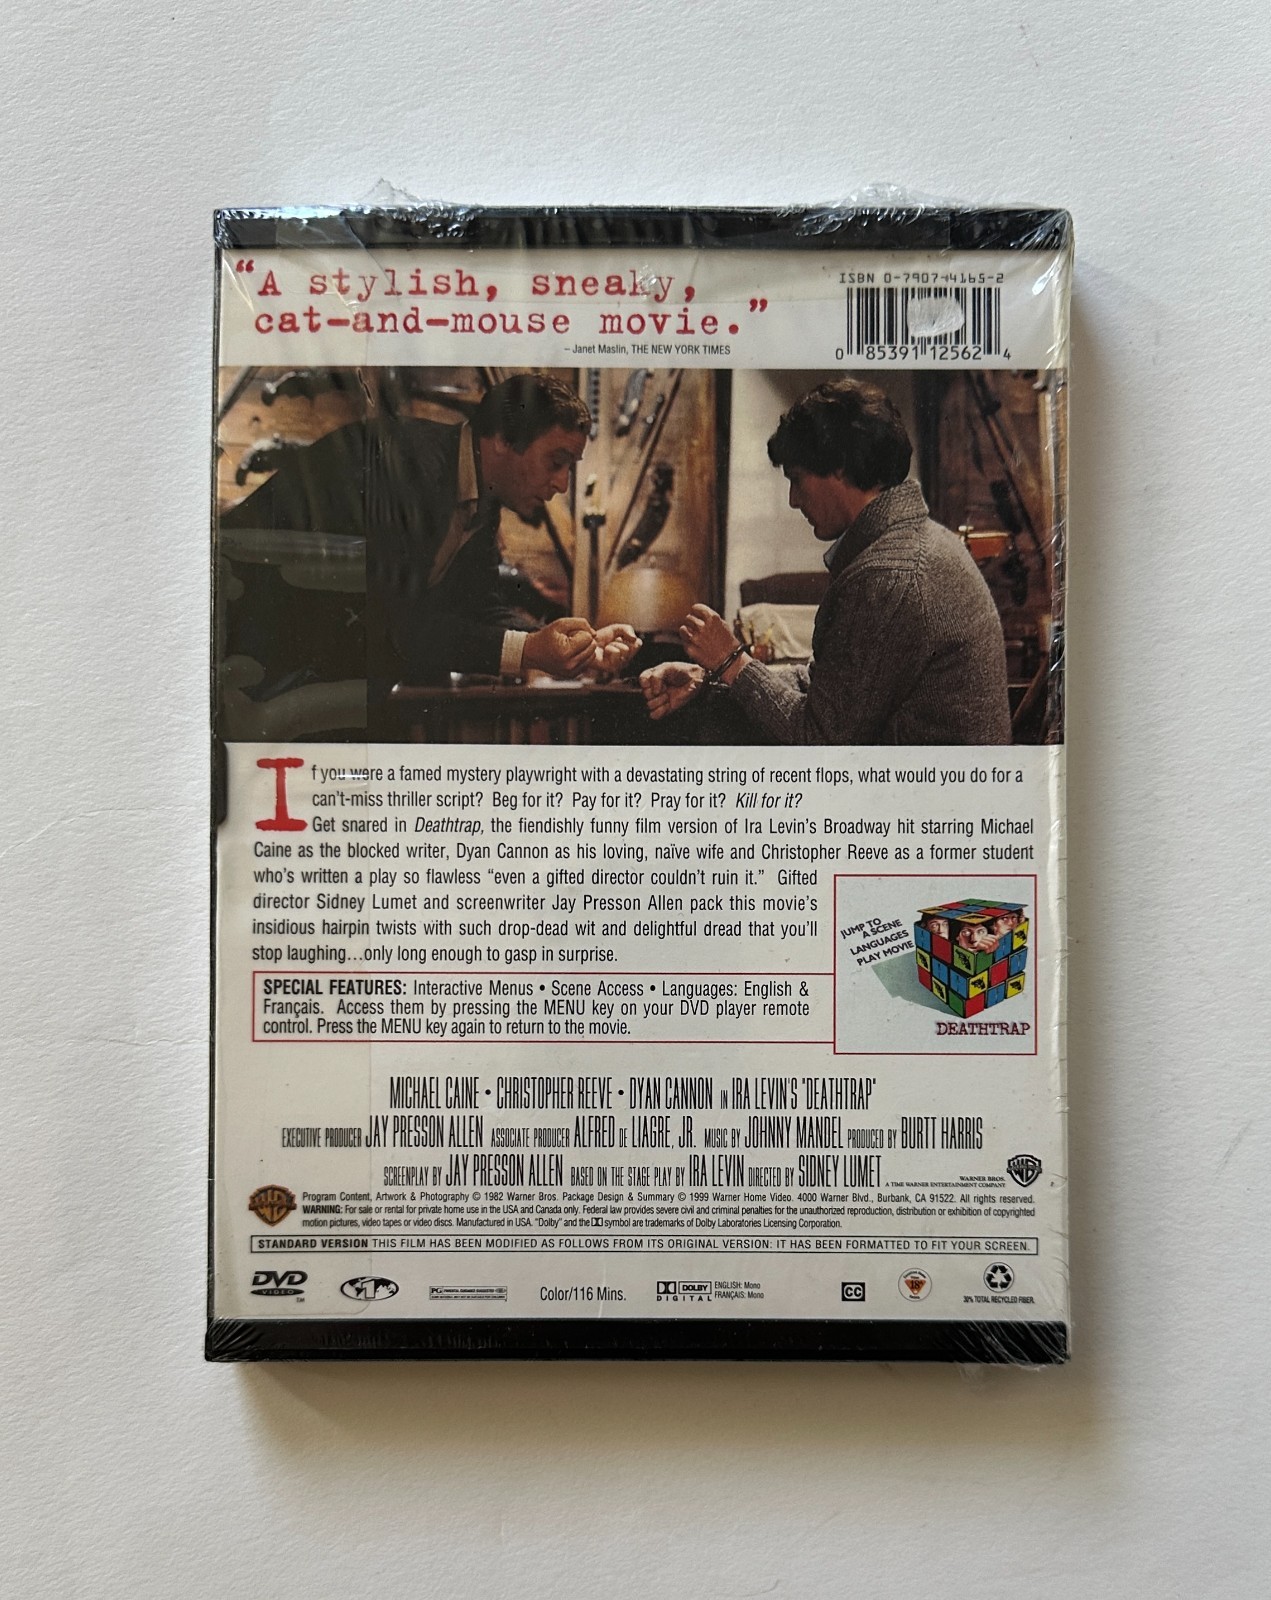 “A stylish, sneaky,
cat-and-mouse movie.”
– Janet Maslin, THE NEW YORK TIMES
ISBN 0-7907-4165-2
0 85391 12562 4
If you were a famed mystery playwright with a devastating string of recent flops, what would you do for a
can't-miss thriller script? Beg for it? Pay for it? Pray for it? Kill for it?
Get snared in Deathtrap, the fiendishly funny film version of Ira Levin's Broadway hit starring Michael
Caine as the blocked writer, Dyan Cannon as his loving, naïve wife and Christopher Reeve as a former student
who's written a play so flawless “even a gifted director couldn't ruin it.” Gifted
director Sidney Lumet and screenwriter Jay Presson Allen pack this movie's
insidious hairpin twists with such drop-dead wit and delightful dread that you'll
stop laughing...only long enough to gasp in surprise.
JUMP TO
A SCENE
LANGUAGES
PLAY MOVIE
DEATHTRAP
SPECIAL FEATURES: Interactive Menus • Scene Access • Languages: English &
Français. Access them by pressing the MENU key on your DVD player remote
control. Press the MENU key again to return to the movie.
MICHAEL CAINE • CHRISTOPHER REEVE • DYAN CANNON IN IRA LEVIN'S "DEATHTRAP"
EXECUTIVE PRODUCER JAY PRESSON ALLEN ASSOCIATE PRODUCER ALFRED DE LIAGRE, JR. MUSIC BY JOHNNY MANDEL PRODUCED BY BURTT HARRIS
SCREENPLAY BY JAY PRESSON ALLEN BASED ON THE STAGE PLAY BY IRA LEVIN DIRECTED BY SIDNEY LUMET
WARNER BROS.
A TIME WARNER ENTERTAINMENT COMPANY
Program Content, Artwork & Photography © 1982 Warner Bros. Package Design & Summary © 1999 Warner Home Video. 4000 Warner Blvd., Burbank, CA 91522. All rights reserved.
WARNING: For sale or rental for private home use in the USA and Canada only. Federal law provides severe civil and criminal penalties for the unauthorized reproduction, distribution or exhibition of copyrighted
motion pictures, video tapes or video discs. Manufactured in USA. "Dolby" and the symbol are trademarks of Dolby Laboratories Licensing Corporation.
STANDARD VERSION THIS FILM HAS BEEN MODIFIED AS FOLLOWS FROM ITS ORIGINAL VERSION: IT HAS BEEN FORMATTED TO FIT YOUR SCREEN.
DVD
VIDEO
1
PG PARENTAL GUIDANCE SUGGESTED
Color/116 Mins.
DOLBY
DIGITAL
ENGLISH: Mono
FRANÇAIS: Mono
CC
30% TOTAL RECYCLED FIBER.